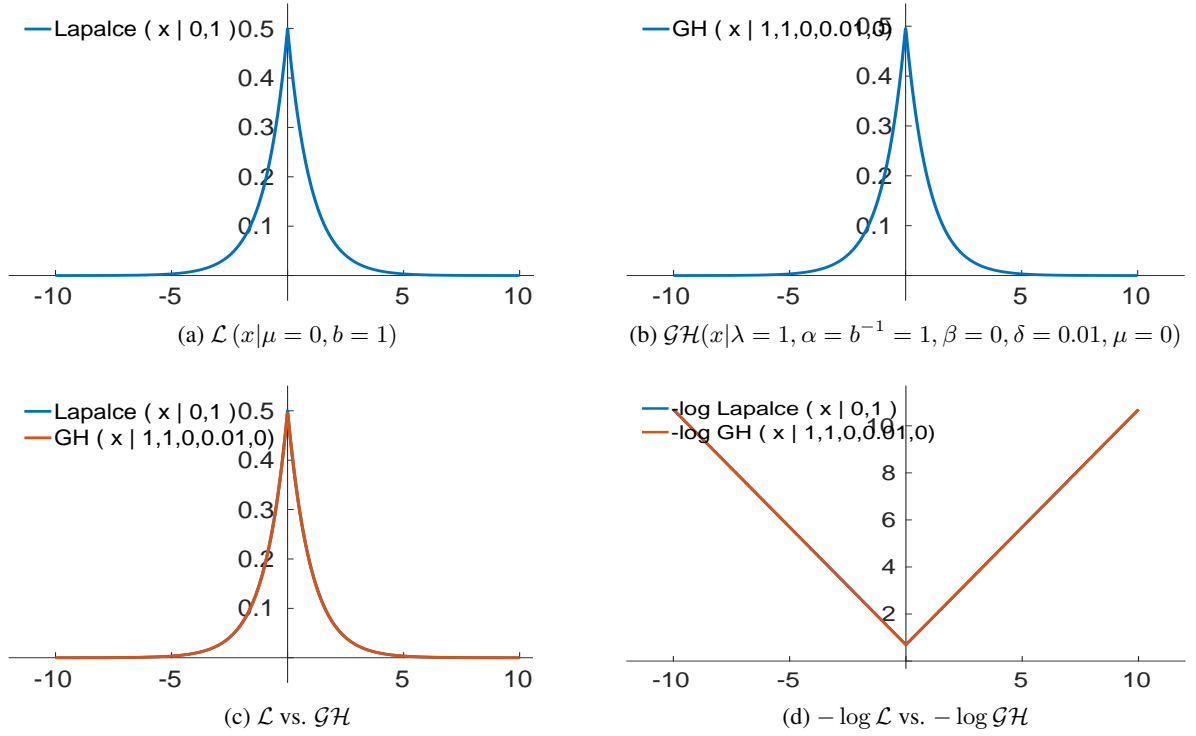 Lapalce ( x | 0,1 )
0.5
0.4
0.3
0.2
0.1
-10 -5 5 10
(a) ℒ (x|μ = 0, b = 1)
GH ( x | 1,1,0,0.01,0)
0.5
0.4
0.3
0.2
0.1
-10 -5 5 10
(b) 𝒢ℋ(x|λ = 1, α = b⁻¹ = 1, β = 0, δ = 0.01, μ = 0)
Lapalce ( x | 0,1 )
GH ( x | 1,1,0,0.01,0)
0.5
0.4
0.3
0.2
0.1
-10 -5 5 10
(c) ℒ vs. 𝒢ℋ
-log Lapalce ( x | 0,1 )
-log GH ( x | 1,1,0,0.01,0)
10
8
6
4
2
-10 -5 5 10
(d) − log ℒ vs. − log 𝒢ℋ